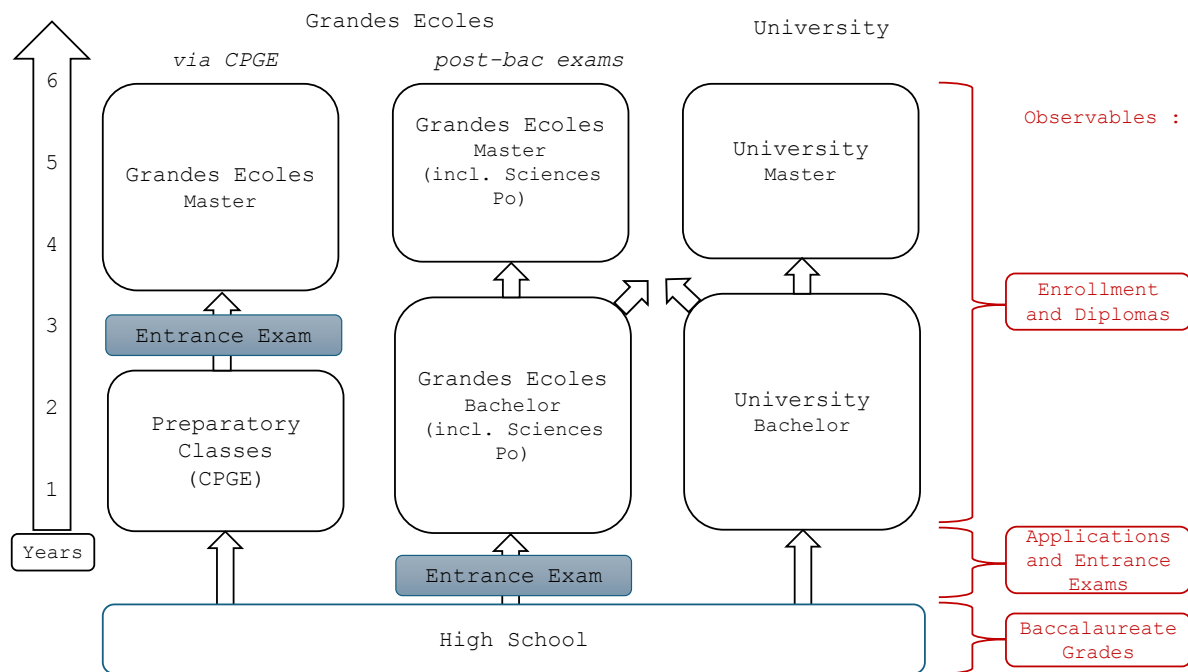 Grandes Ecoles
University
via CPGE
post-bac exams
6
5
4
3
2
1
Years
Grandes Ecoles
Master
Entrance Exam
Preparatory
Classes
(CPGE)
Grandes Ecoles
Master
(incl. Sciences
Po)
Grandes Ecoles
Bachelor
(incl. Sciences
Po)
Entrance Exam
University
Master
University
Bachelor
High School
Observables :
Enrollment
and Diplomas
Applications
and Entrance
Exams
Baccalaureate
Grades